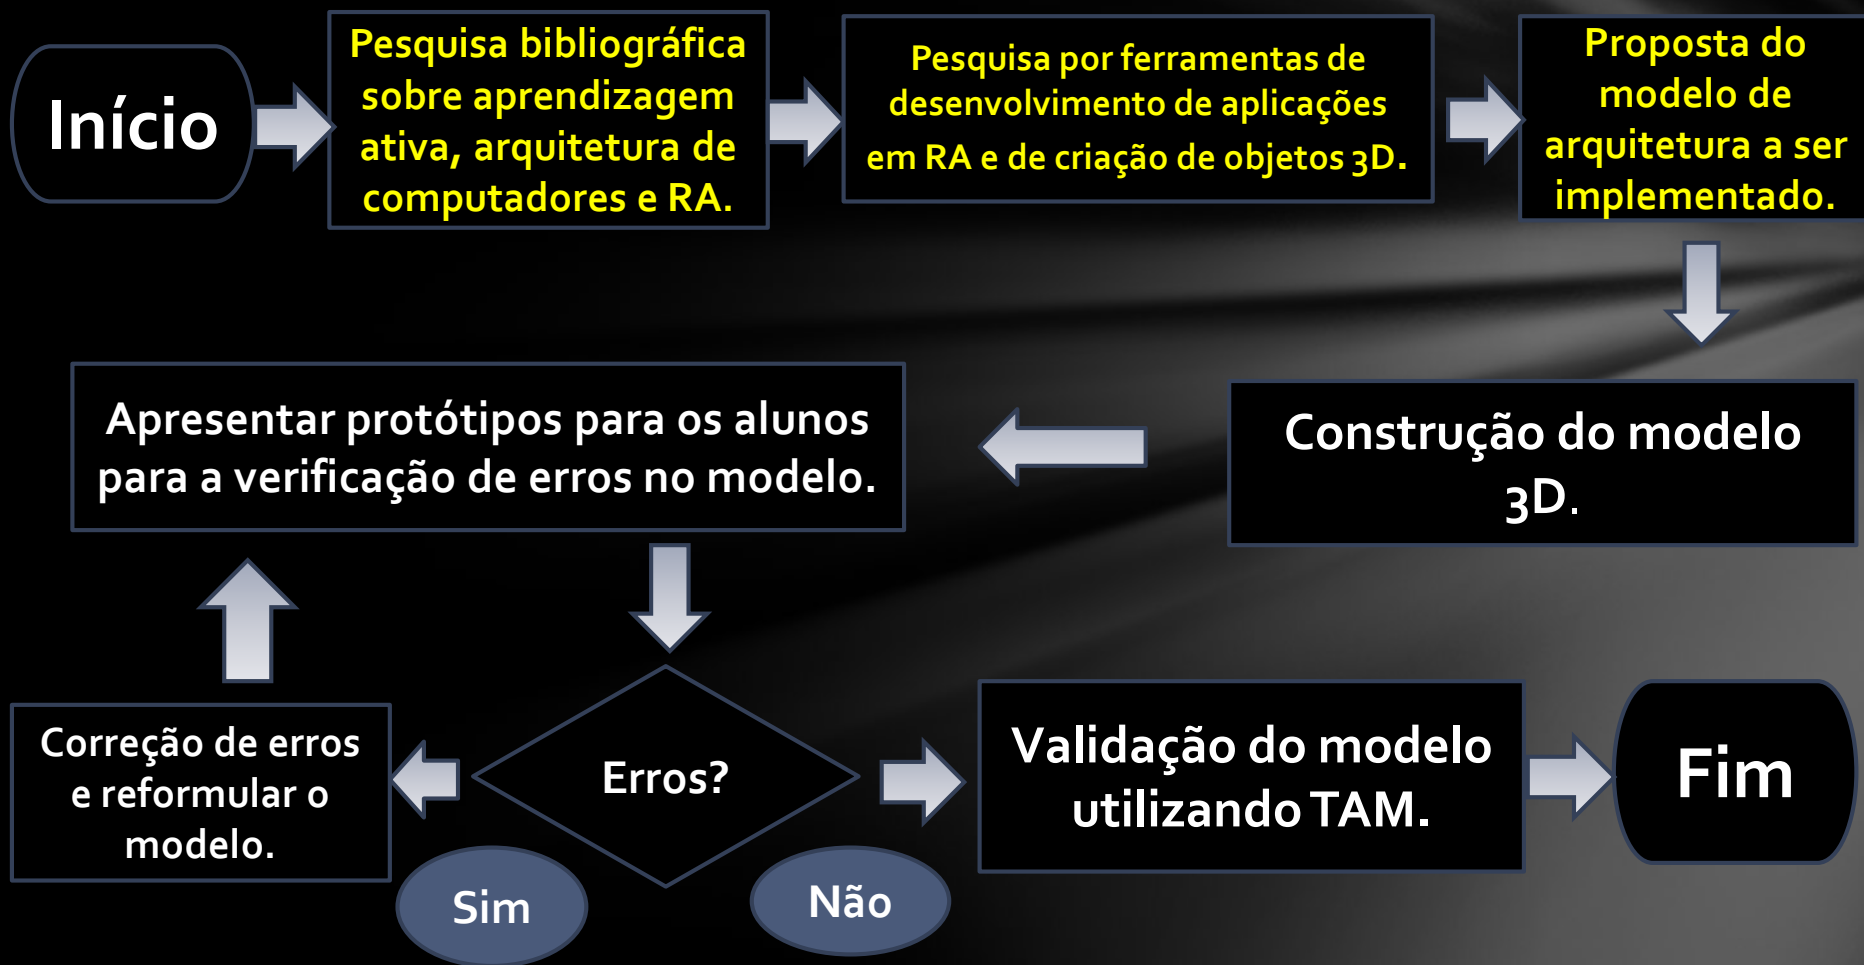 Início
Pesquisa bibliográfica
sobre aprendizagem
ativa, arquitetura de
computadores e RA.
Pesquisa por ferramentas de
desenvolvimento de aplicações
em RA e de criação de objetos 3D.
Proposta do
modelo de
arquitetura a ser
implementado.
Construção do modelo
3D.
Apresentar protótipos para os alunos
para a verificação de erros no modelo.
Erros?
Sim
Correção de erros
e reformular o
modelo.
Não
Validação do modelo
utilizando TAM.
Fim